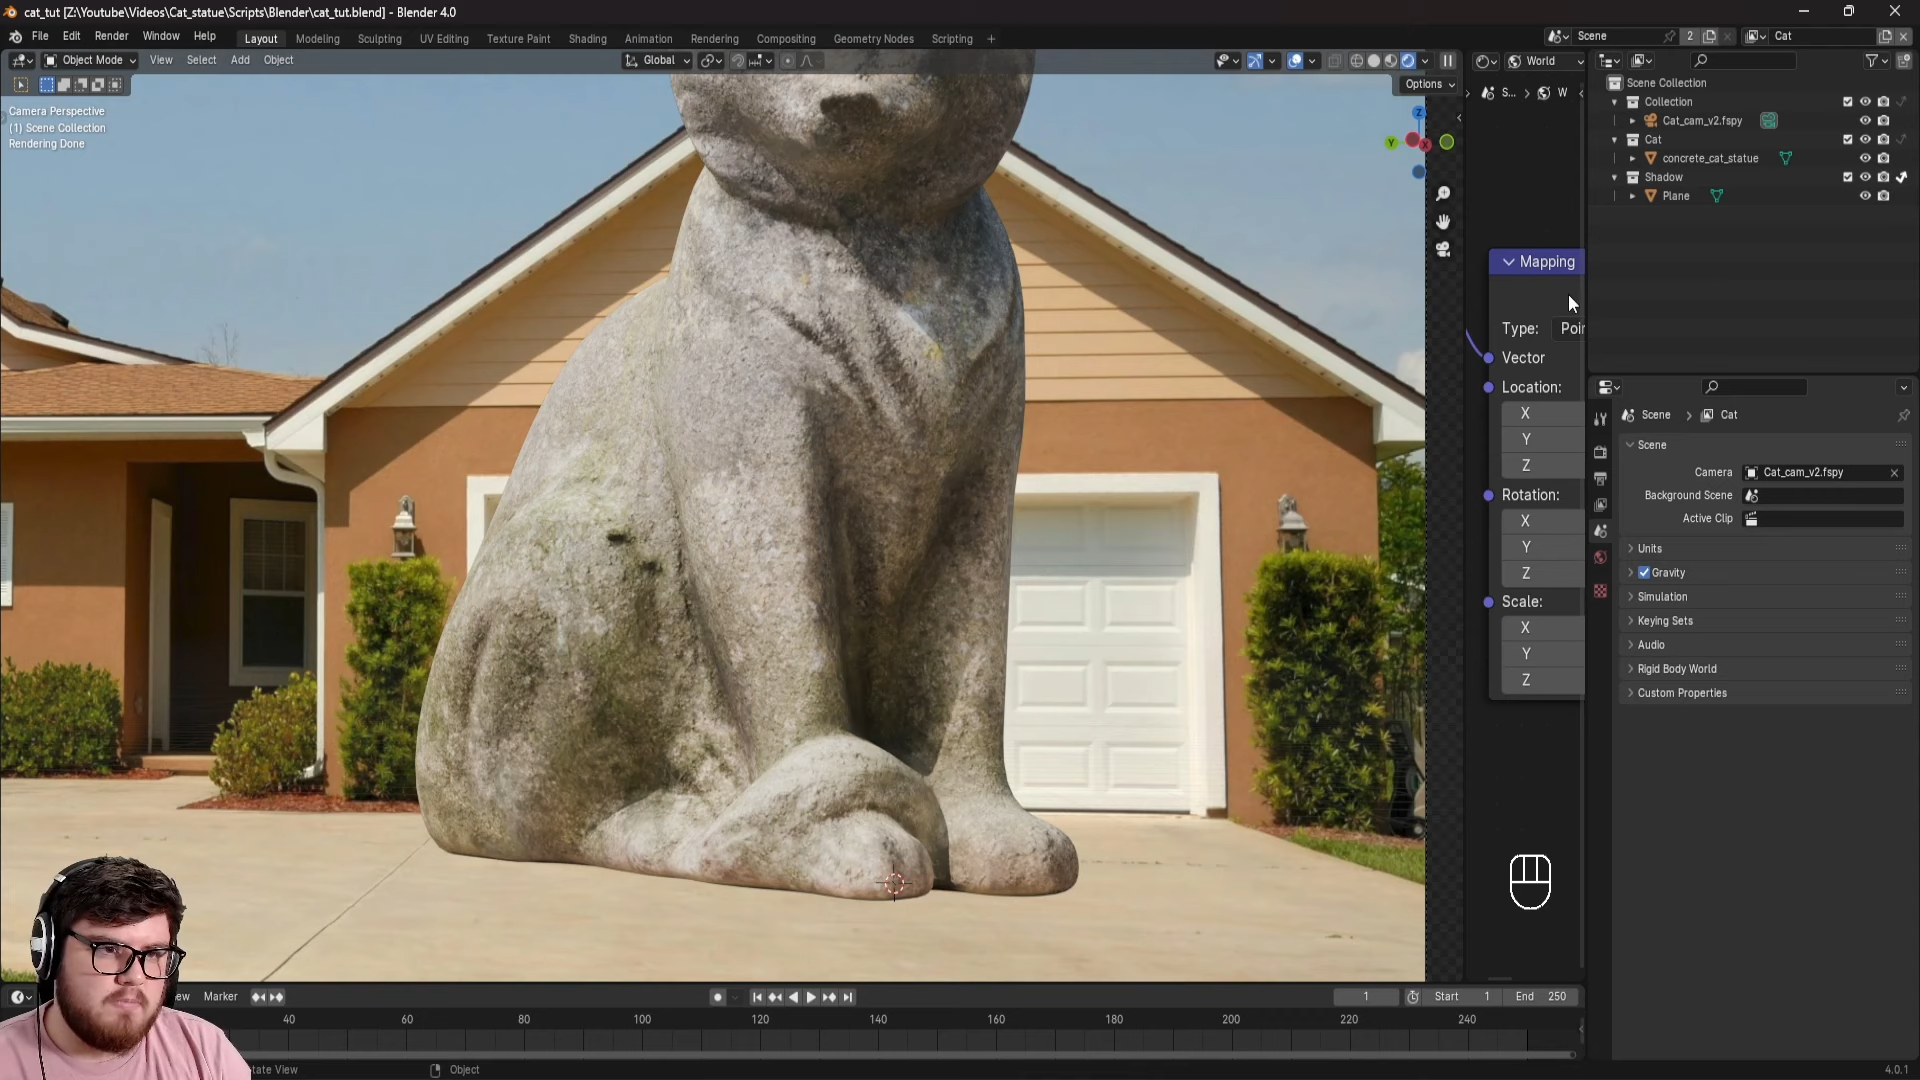 cat_tut [Z:\Youtube\Videos\Cat_statue\Scripts\Blender\cat_tut.blend] - Blender 4.0
File Edit Render Window Help Layout Modeling Sculpting UV Editing Texture Paint Shading Animation Rendering Compositing Geometry Nodes Scripting + Scene 2 Cat
Object Mode View Select Add Object Global World
Options
Camera Perspective
(1) Scene Collection
Rendering Done
Z
Y
X
S... > W
Mapping
Type: Poin
Vector
Location:
X
Y
Z
Rotation:
X
Y
Z
Scale:
X
Y
Z
Scene Collection
Collection
Cat_cam_v2.fspy
Cat
concrete_cat_statue
Shadow
Plane
Scene > Cat
Scene
Camera Cat_cam_v2.fspy
Background Scene
Active Clip
Units
Gravity
Simulation
Keying Sets
Audio
Rigid Body World
Custom Properties
ew Marker 1 Start 1 End 250
40 60 80 100 120 140 160 180 200 220 240
tate View Object 4.0.1